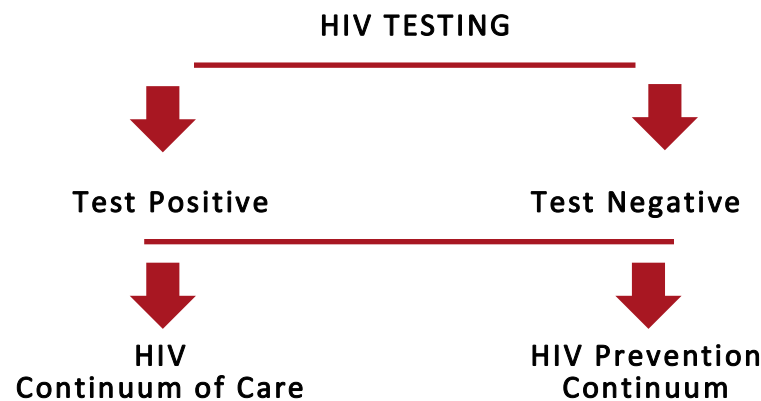 HIV TESTING
Test Positive
Test Negative
HIV
Continuum of Care
HIV Prevention
Continuum